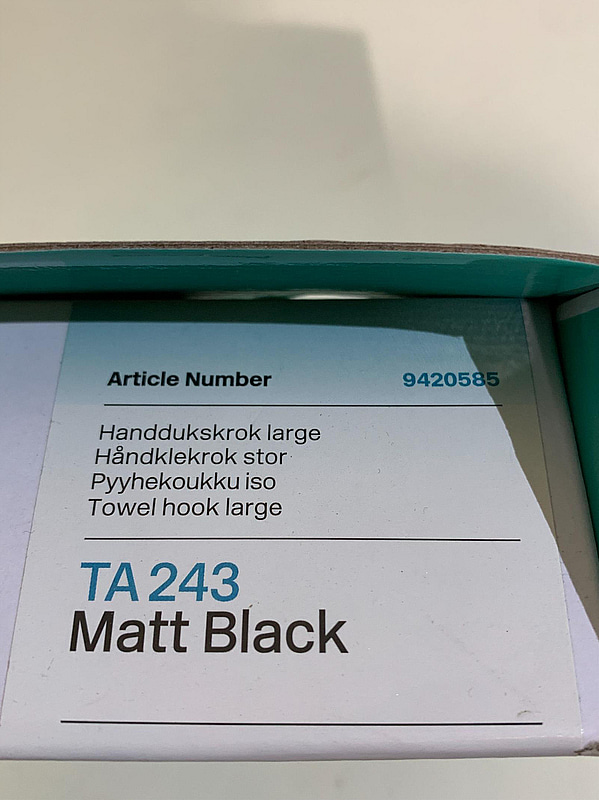 Article Number 9420585
Handdukskrok large
Håndklekrok stor
Pyyhekoukku iso
Towel hook large
TA 243
Matt Black